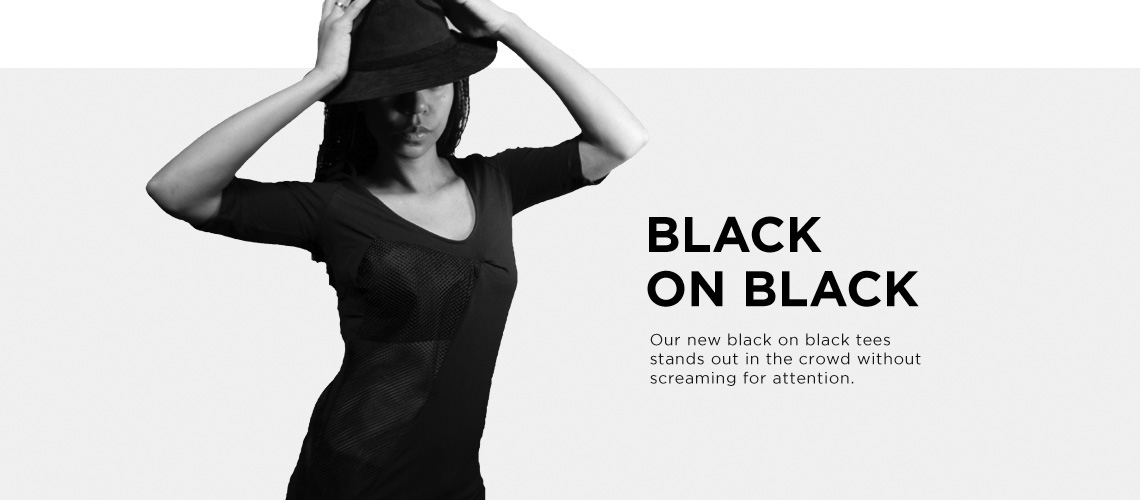 BLACK
ON BLACK
Our new black on black tees
stands out in the crowd without
screaming for attention.